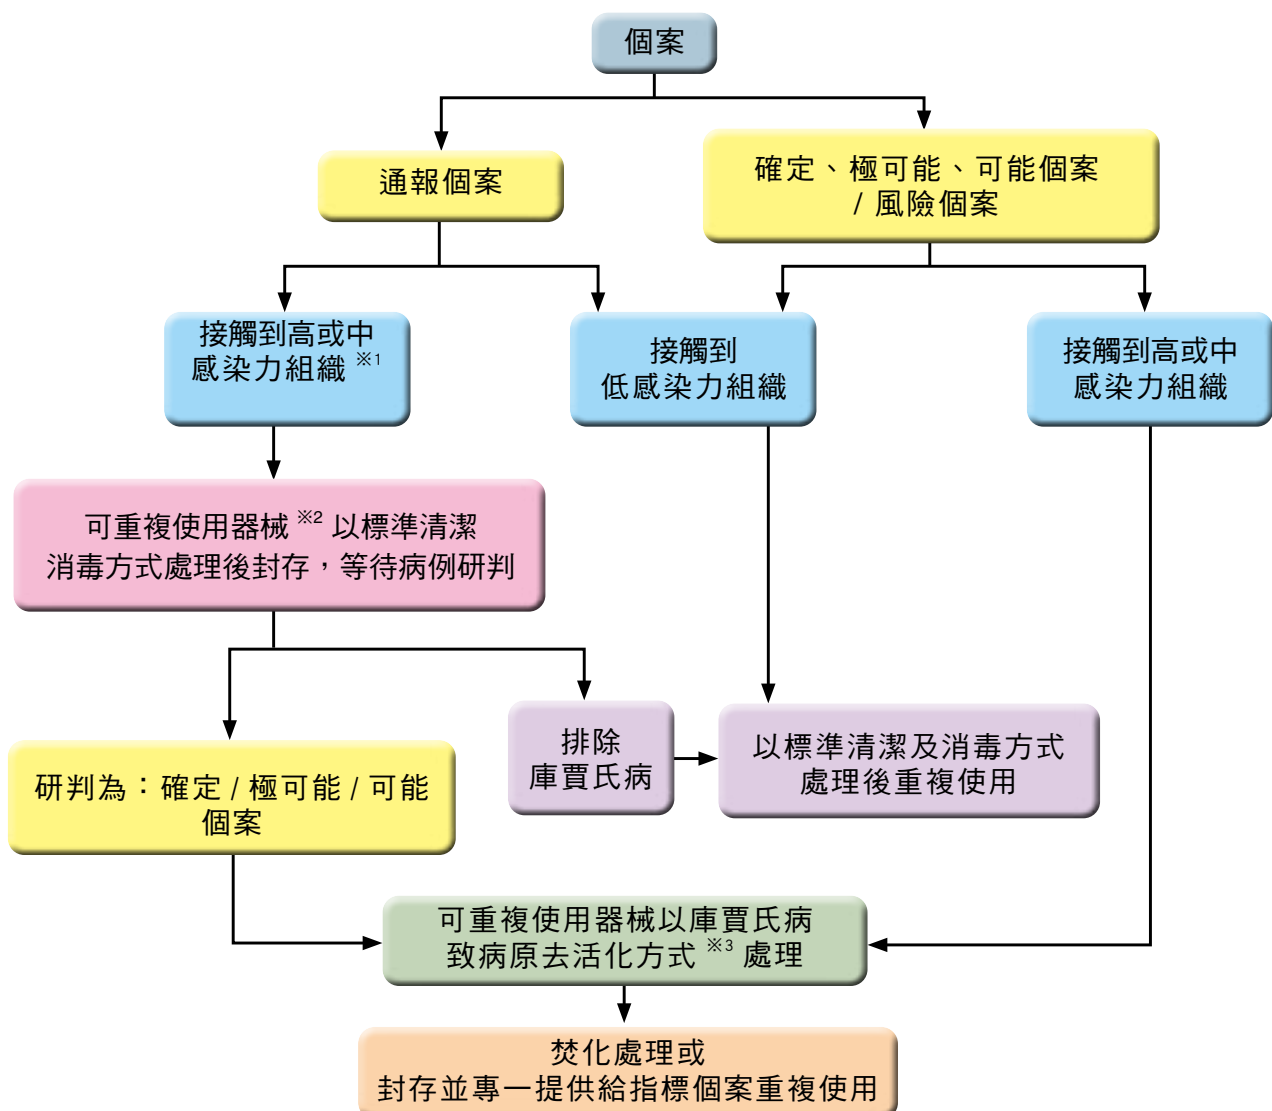 個案
通報個案
確定、極可能、可能個案
/ 風險個案
接觸到高或中
感染力組織 ※1
接觸到
低感染力組織
接觸到高或中
感染力組織
可重複使用器械 ※2 以標準清潔
消毒方式處理後封存，等待病例研判
排除
庫賈氏病
以標準清潔及消毒方式
處理後重複使用
研判為：確定 / 極可能 / 可能
個案
可重複使用器械以庫賈氏病
致病原去活化方式 ※3 處理
焚化處理或
封存並專一提供給指標個案重複使用